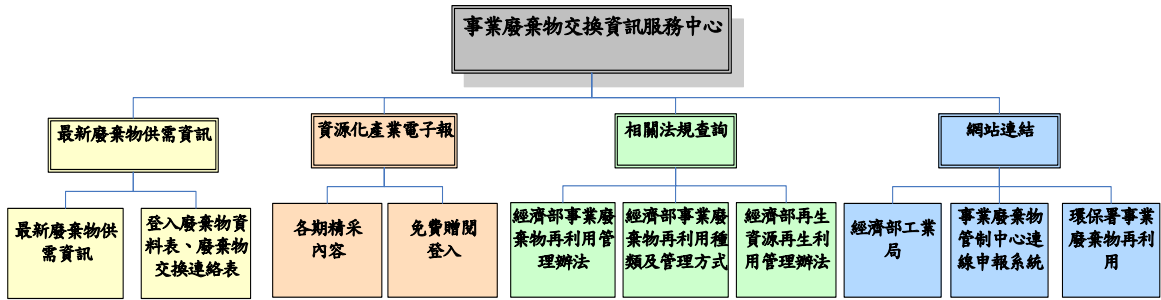 事業廢棄物交換資訊服務中心
最新廢棄物供需資訊
資源化產業電子報
相關法規查詢
網站連結
最新廢棄物供
需資訊
登入廢棄物資
料表、廢棄物
交換連絡表
各期精采
內容
免費贈閱
登入
經濟部事業廢
棄物再利用管
理辦法
經濟部事業廢
棄物再利用種
類及管理方式
經濟部再生
資源再生利
用管理辦法
經濟部工業
局
事業廢棄物
管制中心連
線申報系統
環保署事業
廢棄物再利
用